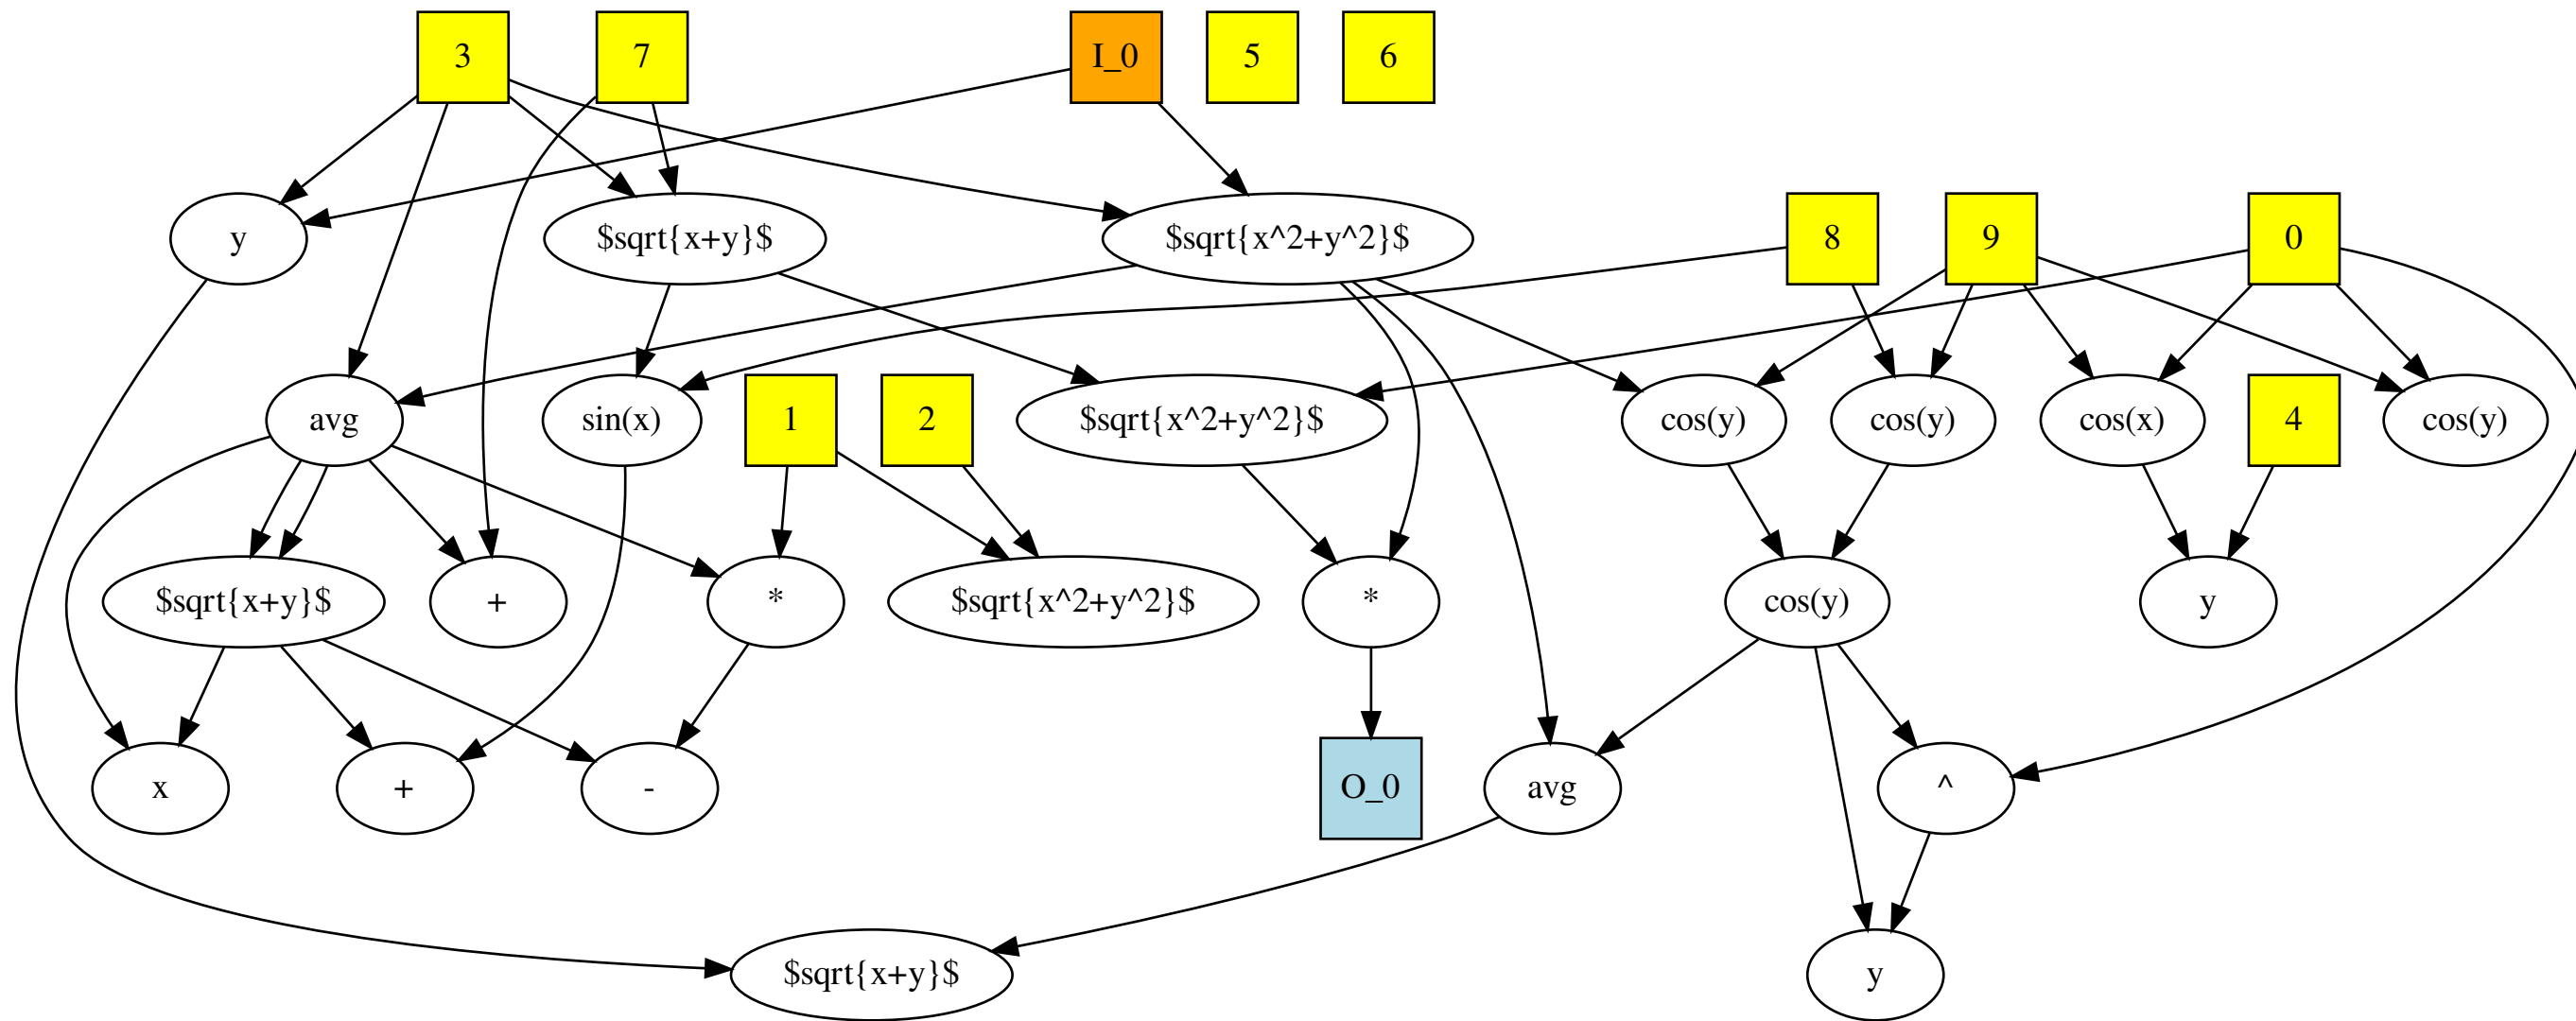 3
7
I_0
5
6
y
$sqrt{x+y}$
$sqrt{x^2+y^2}$
8
9
0
avg
sin(x)
1
2
$sqrt{x^2+y^2}$
cos(y)
cos(y)
cos(x)
4
cos(y)
$sqrt{x+y}$
+
*
$sqrt{x^2+y^2}$
*
cos(y)
y
x
+
-
O_0
avg
^
$sqrt{x+y}$
y